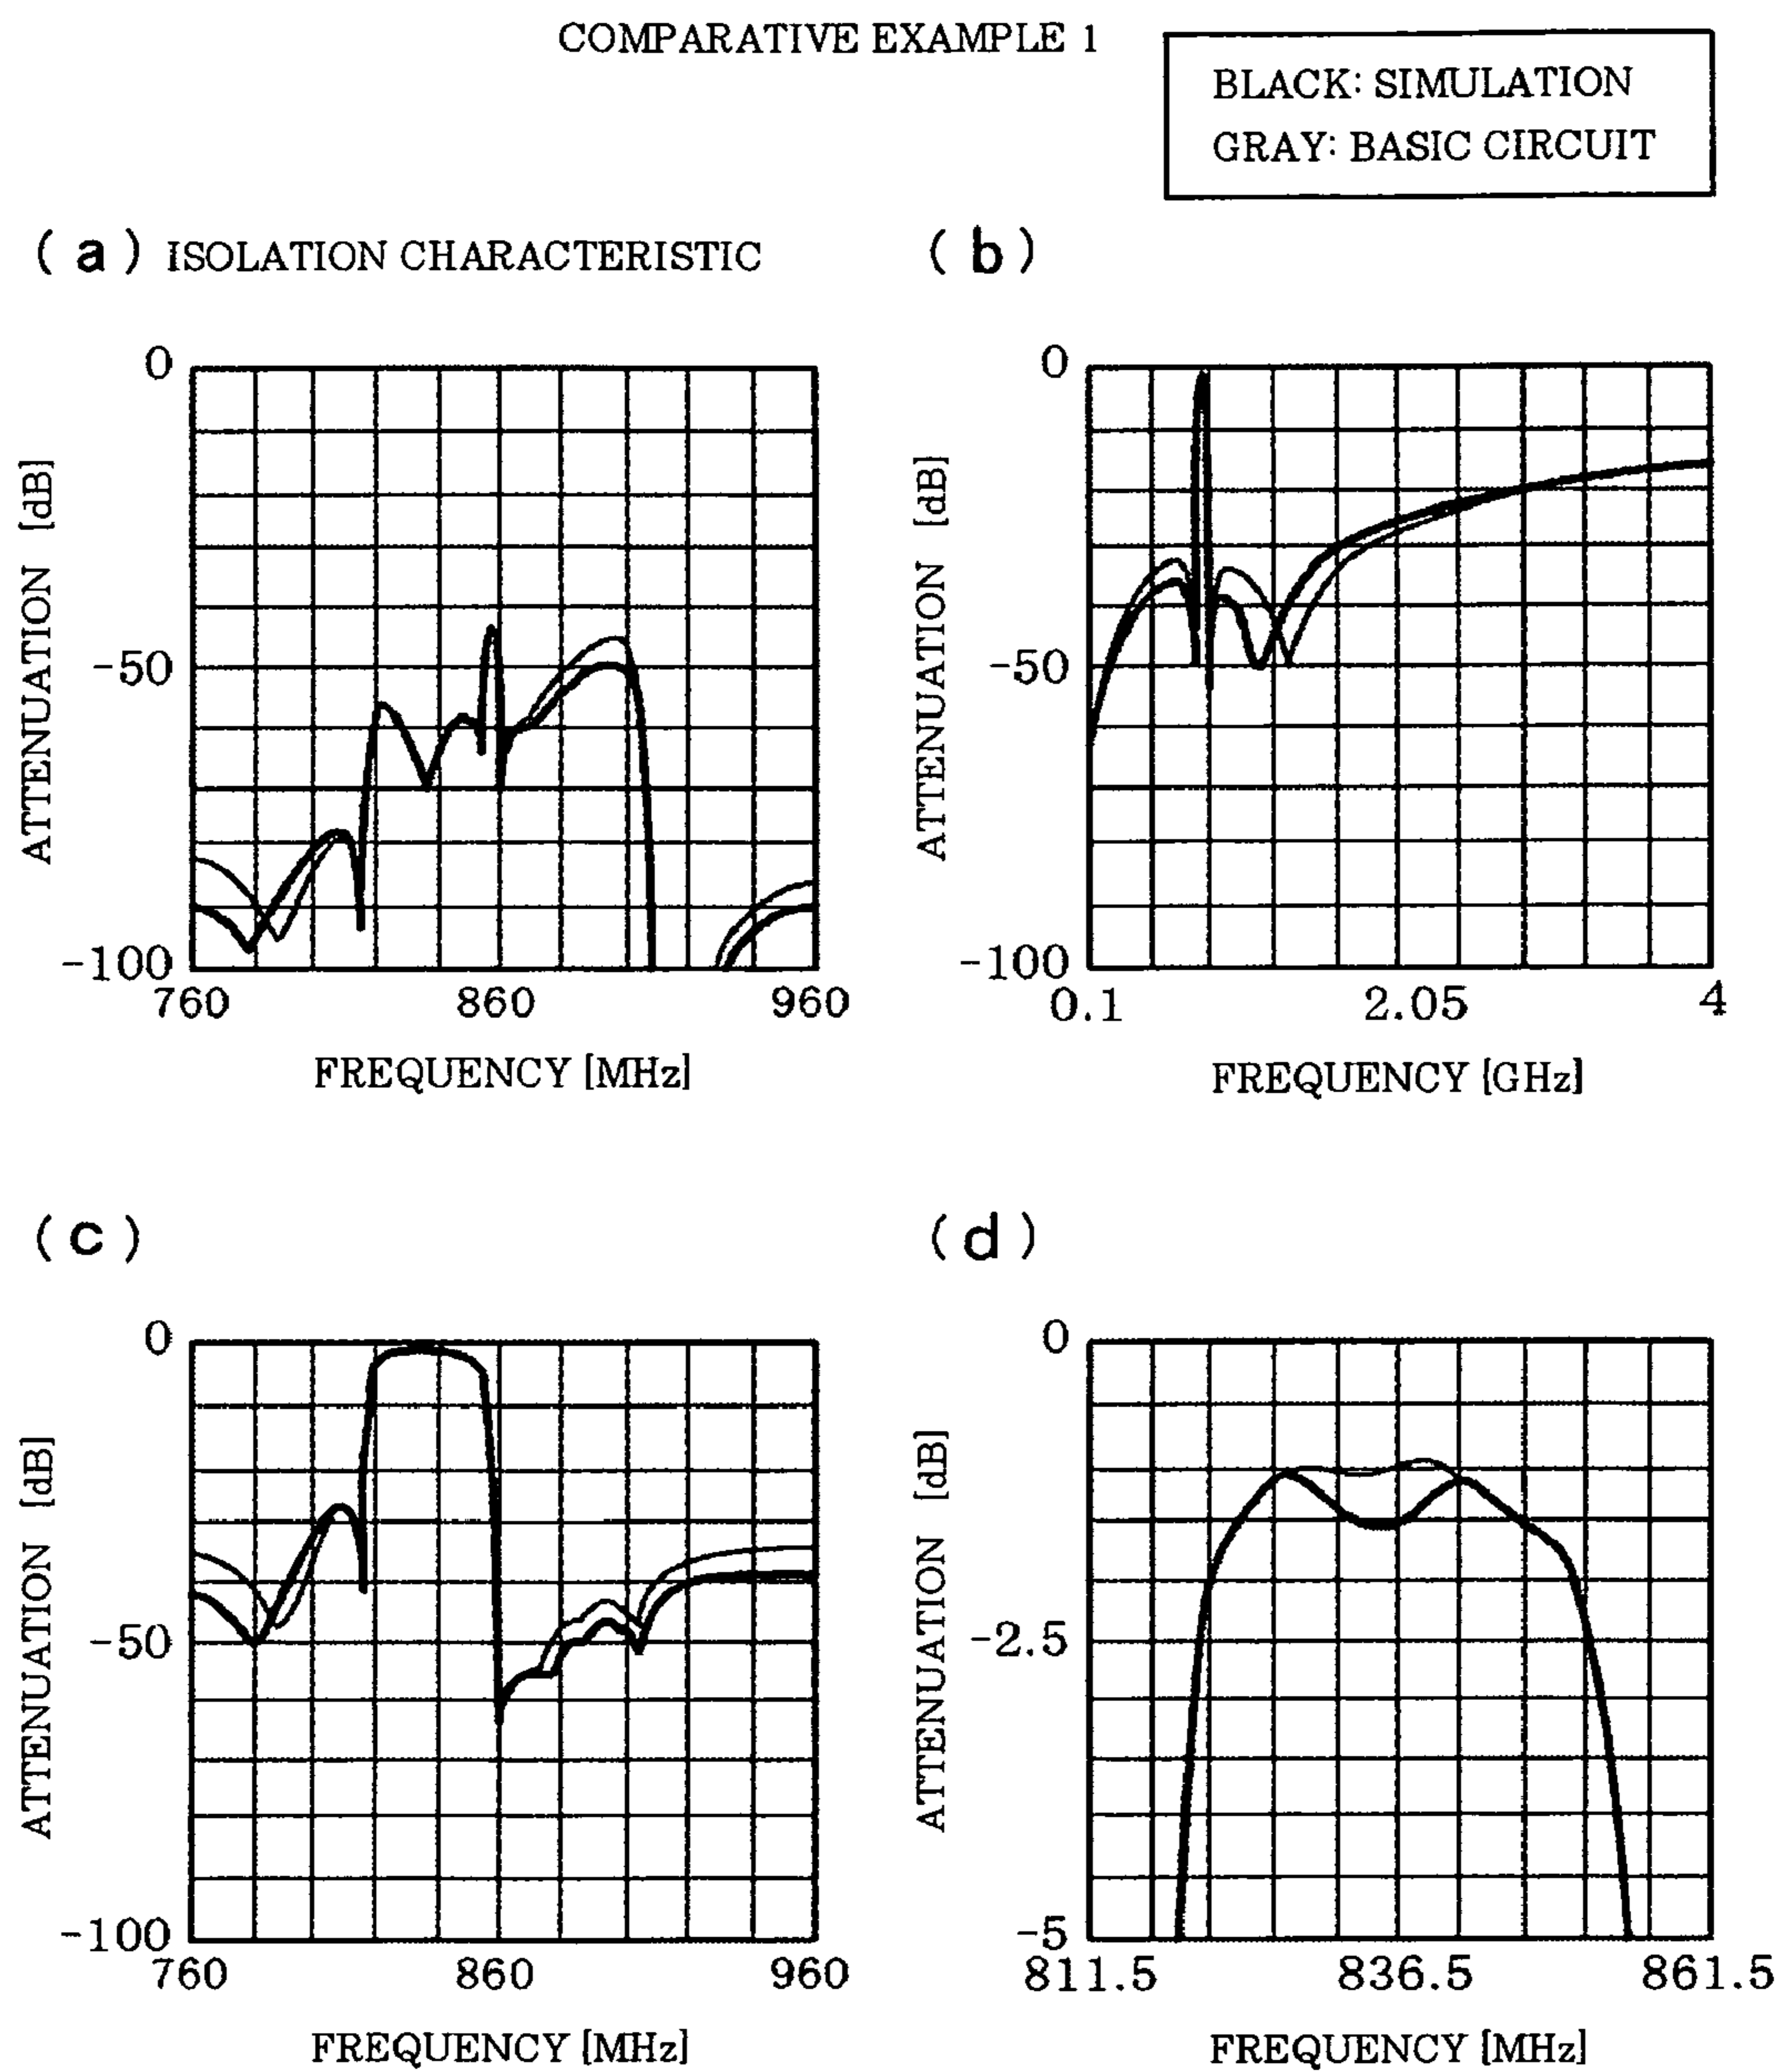 COMPARATIVE EXAMPLE 1
BLACK: SIMULATION
GRAY: BASIC CIRCUIT
(a) ISOLATION CHARACTERISTIC
0
-50
-100
ATTENUATION [dB]
760 860 960
FREQUENCY [MHz]
(b)
0
-50
-100
ATTENUATION [dB]
0.1 2.05 4
FREQUENCY [GHz]
(c)
0
-50
-100
ATTENUATION [dB]
760 860 960
FREQUENCY [MHz]
(d)
0
-2.5
-5
ATTENUATION [dB]
811.5 836.5 861.5
FREQUENCY [MHz]